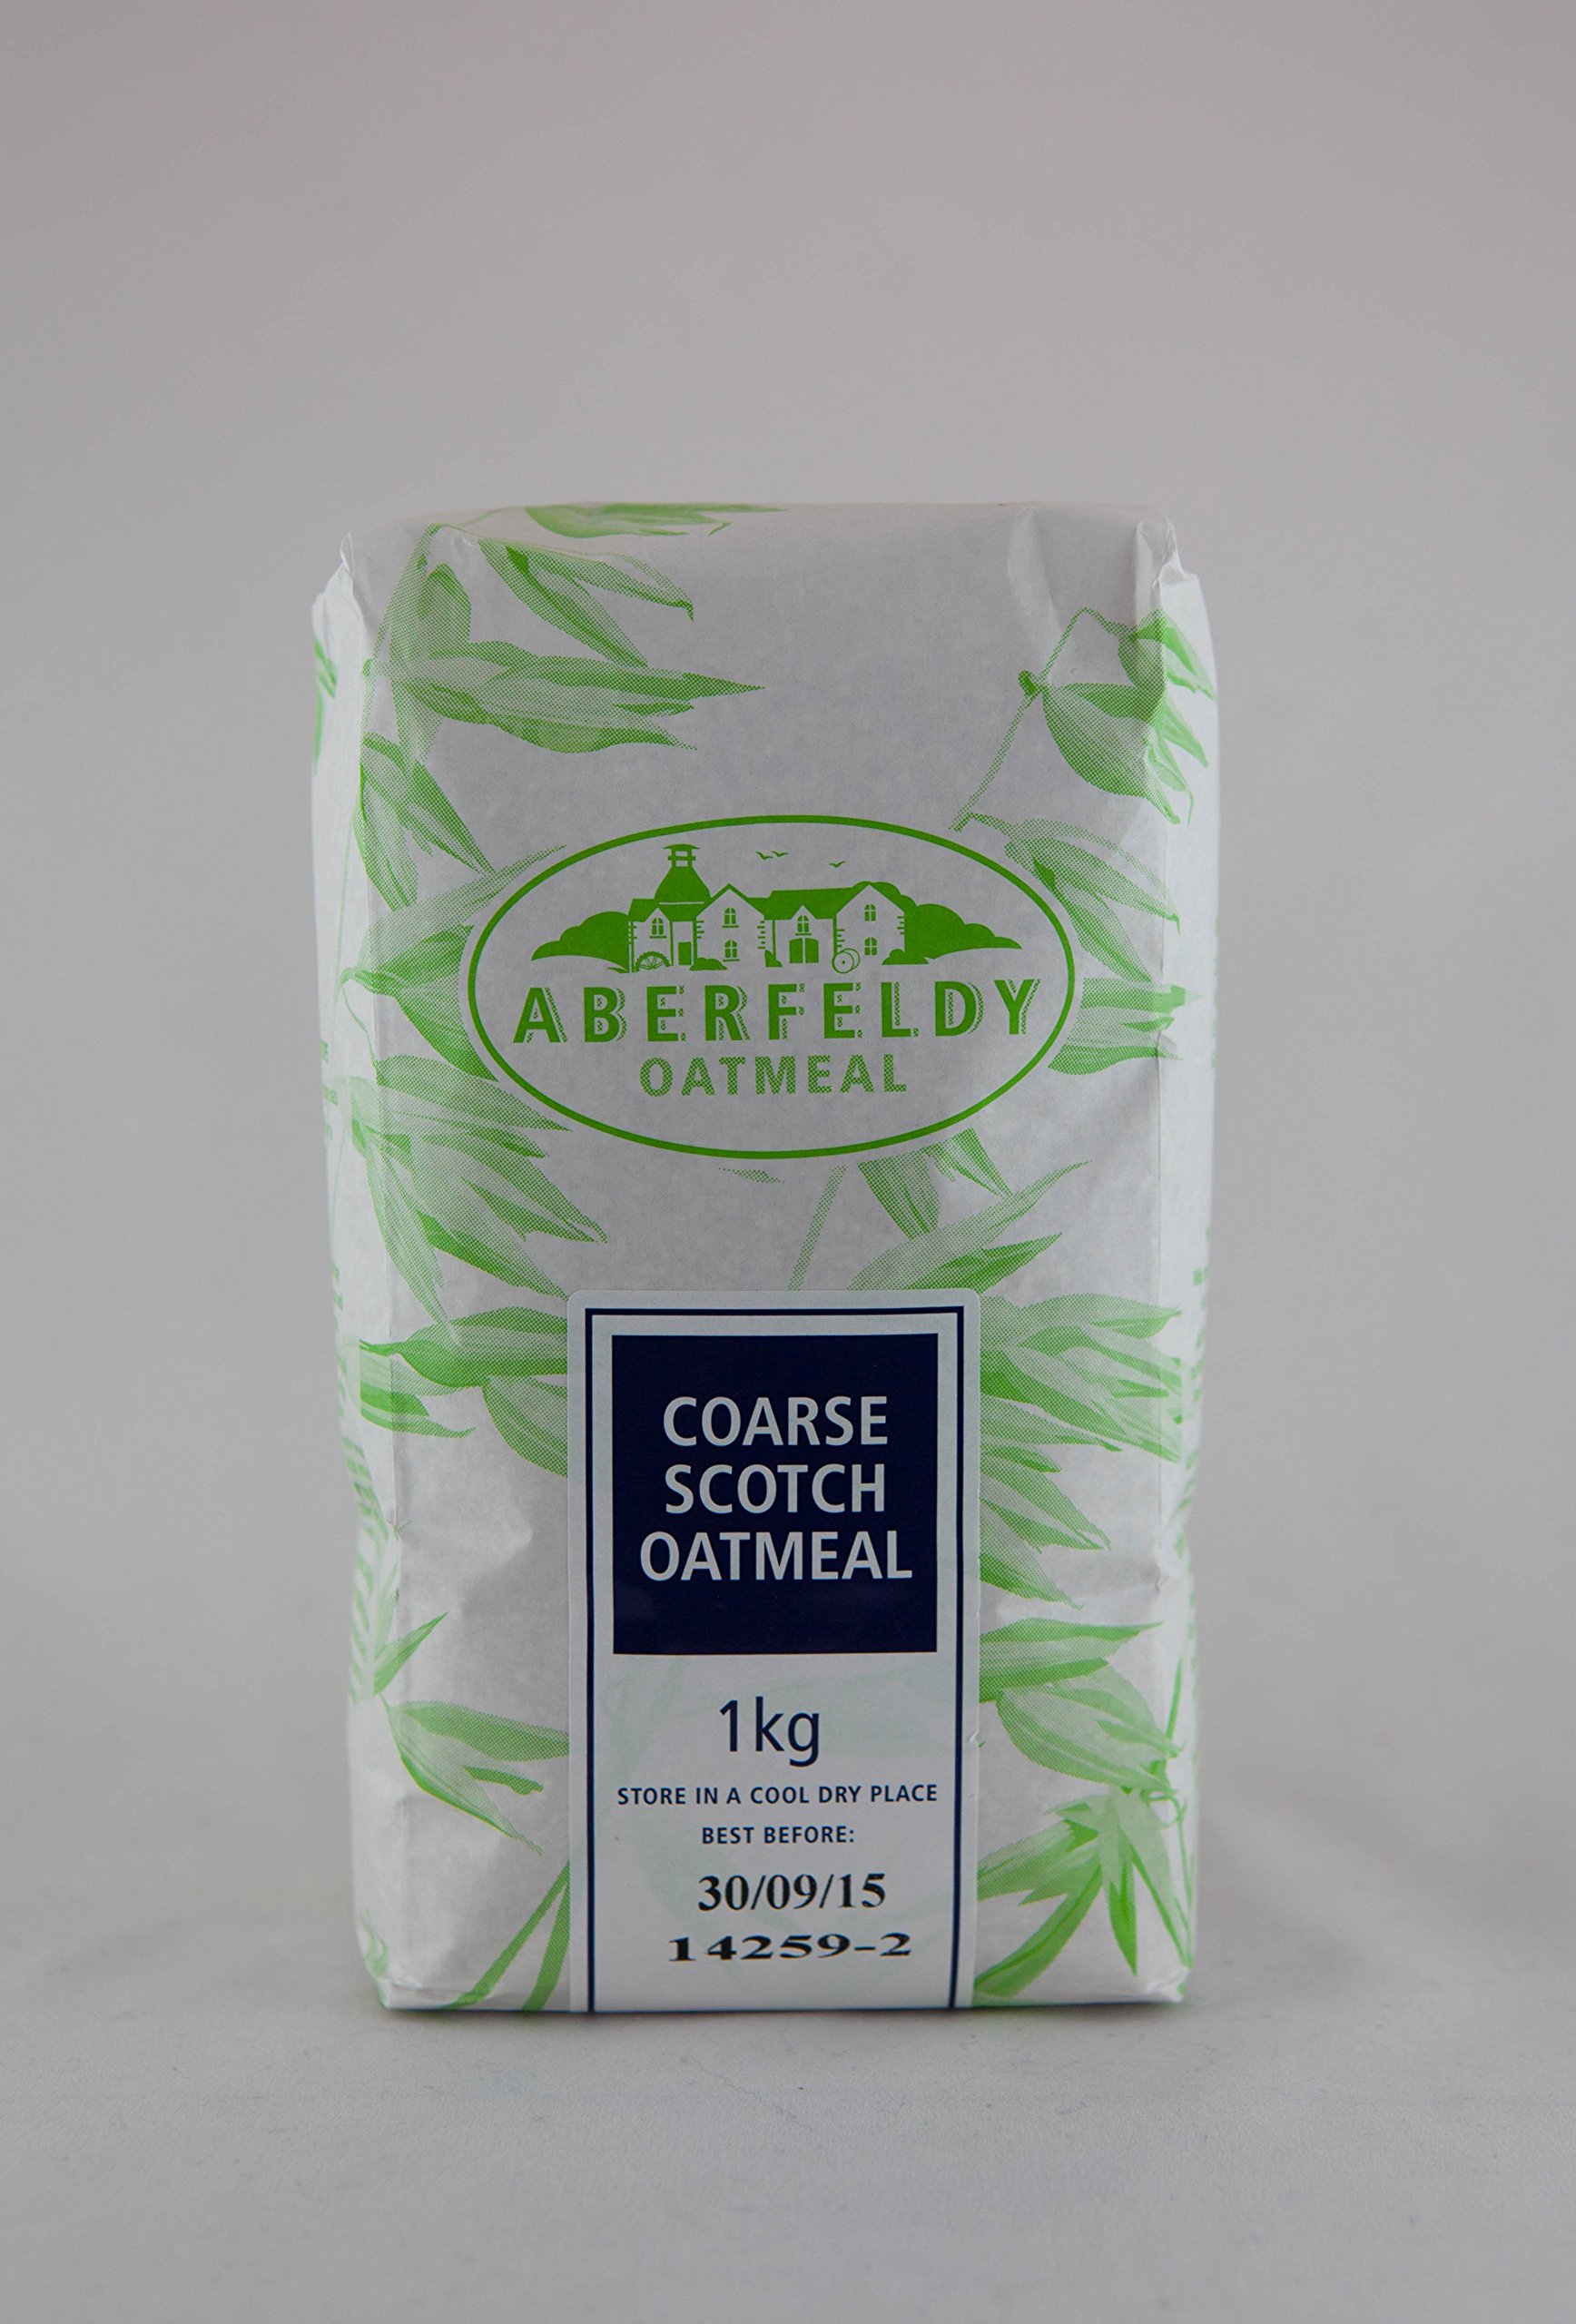 ABERFELDY
OATMEAL
COARSE
SCOTCH
OATMEAL
1kg
STORE IN A COOL DRY PLACE
BEST BEFORE:
30/09/15
14259-2